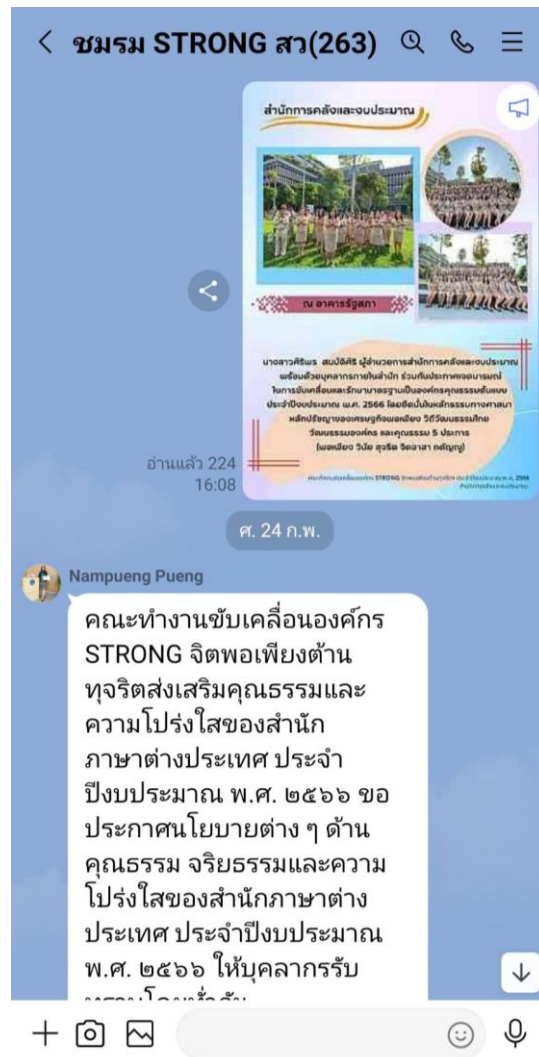 ชมรม STRONG สว(263)
สำนักการคลังและงบประมาณ
ณ อาคารรัฐสภา
นางสาวศิริพร สมบัติศิริ ผู้อำนวยการสำนักการคลังและงบประมาณ
พร้อมด้วยบุคลากรภายในสำนัก ร่วมกันประกาศเจตนารมณ์
ในการขับเคลื่อนและรักษามาตรฐานเป็นองค์กรคุณธรรมต้นแบบ
ประจำปีงบประมาณ พ.ศ. 2566 โดยยึดมั่นในหลักธรรมทางศาสนา
หลักปรัชญาของเศรษฐกิจพอเพียง วิถีวัฒนธรรมไทย
วัฒนธรรมองค์กร และคุณธรรม 5 ประการ
(พอเพียง วินัย สุจริต จิตอาสา กตัญญู)
อ่านแล้ว 224
16:08
ศ. 24 ก.พ.
Nampueng Pueng
คณะทำงานขับเคลื่อนองค์กร
STRONG จิตพอเพียงต้าน
ทุจริตส่งเสริมคุณธรรมและ
ความโปร่งใสของสำนัก
ภาษาต่างประเทศ ประจำ
ปีงบประมาณ พ.ศ. ๒๕๖๖ ขอ
ประกาศนโยบายต่าง ๆ ด้าน
คุณธรรม จริยธรรมและความ
โปร่งใสของสำนักภาษาต่าง
ประเทศ ประจำปีงบประมาณ
พ.ศ. ๒๕๖๖ ให้บุคลากรรับ